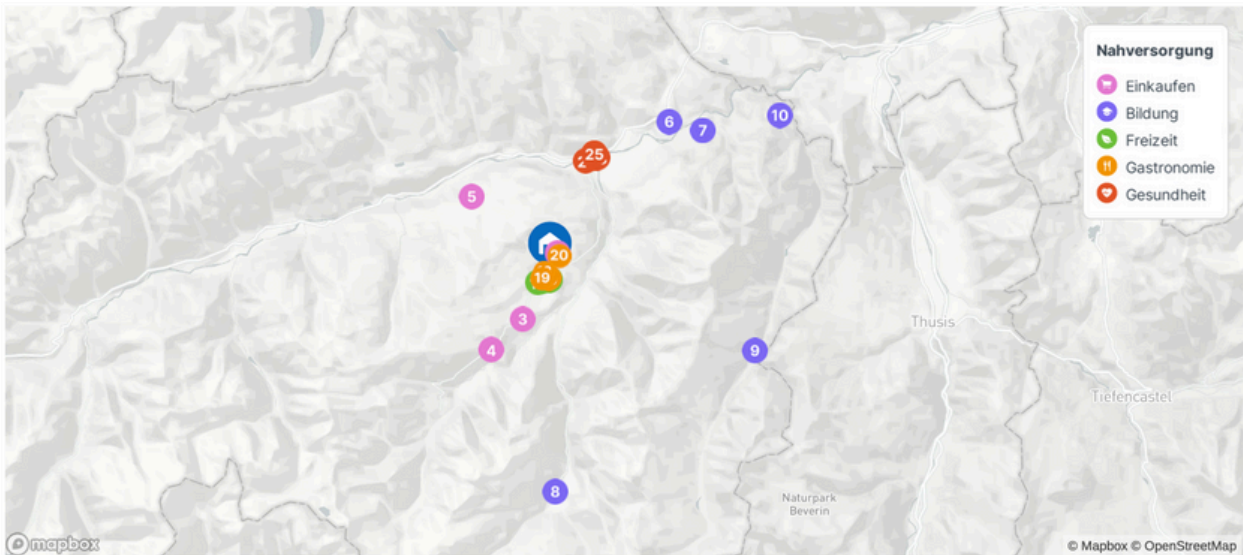 Nahversorgung
Einkaufen
Bildung
Freizeit
Gastronomie
Gesundheit
6
7
10
25
5
20
19
3
4
9
Thusis
Tiefencastel
8
Naturpark
Beverin
mapbox
© Mapbox © OpenStreetMap